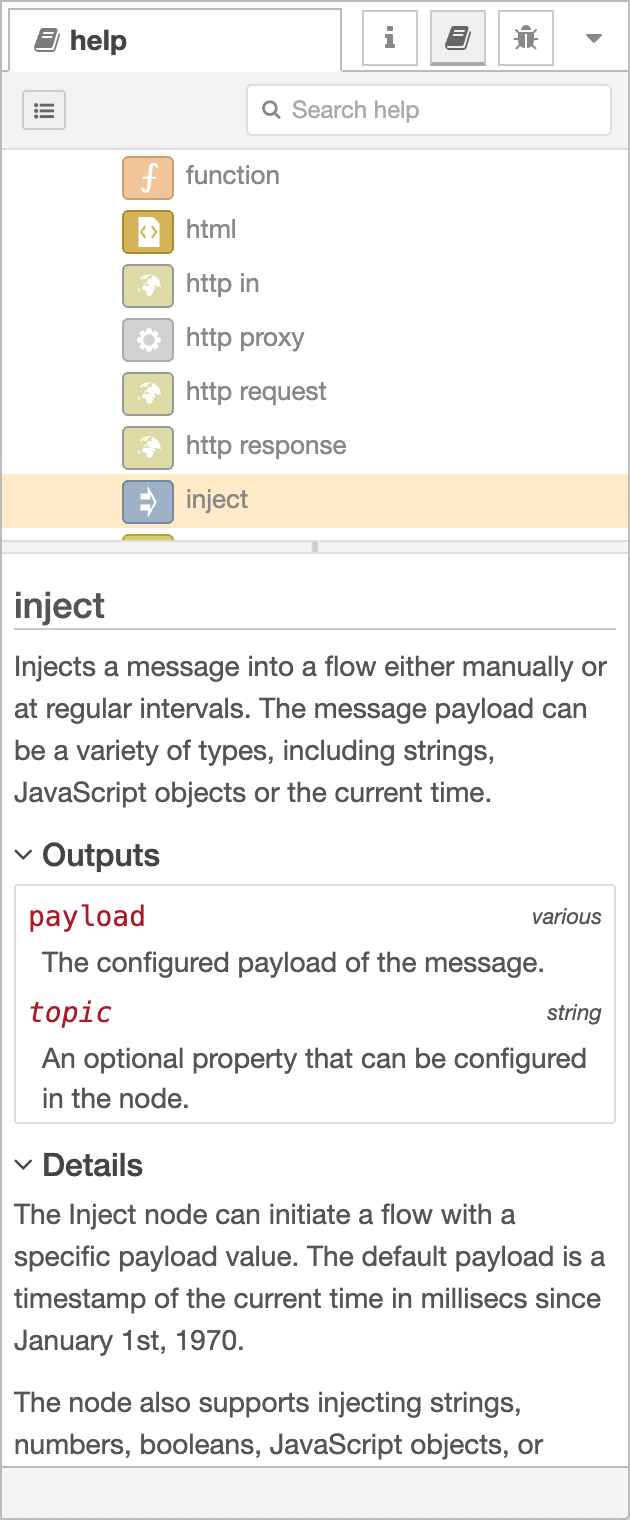 help
Search help
function
html
http in
http proxy
http request
http response
inject
inject
Injects a message into a flow either manually or
at regular intervals. The message payload can
be a variety of types, including strings,
JavaScript objects or the current time.
Outputs
payload various
The configured payload of the message.
topic string
An optional property that can be configured
in the node.
Details
The Inject node can initiate a flow with a
specific payload value. The default payload is a
timestamp of the current time in millisecs since
January 1st, 1970.
The node also supports injecting strings,
numbers, booleans, JavaScript objects, or